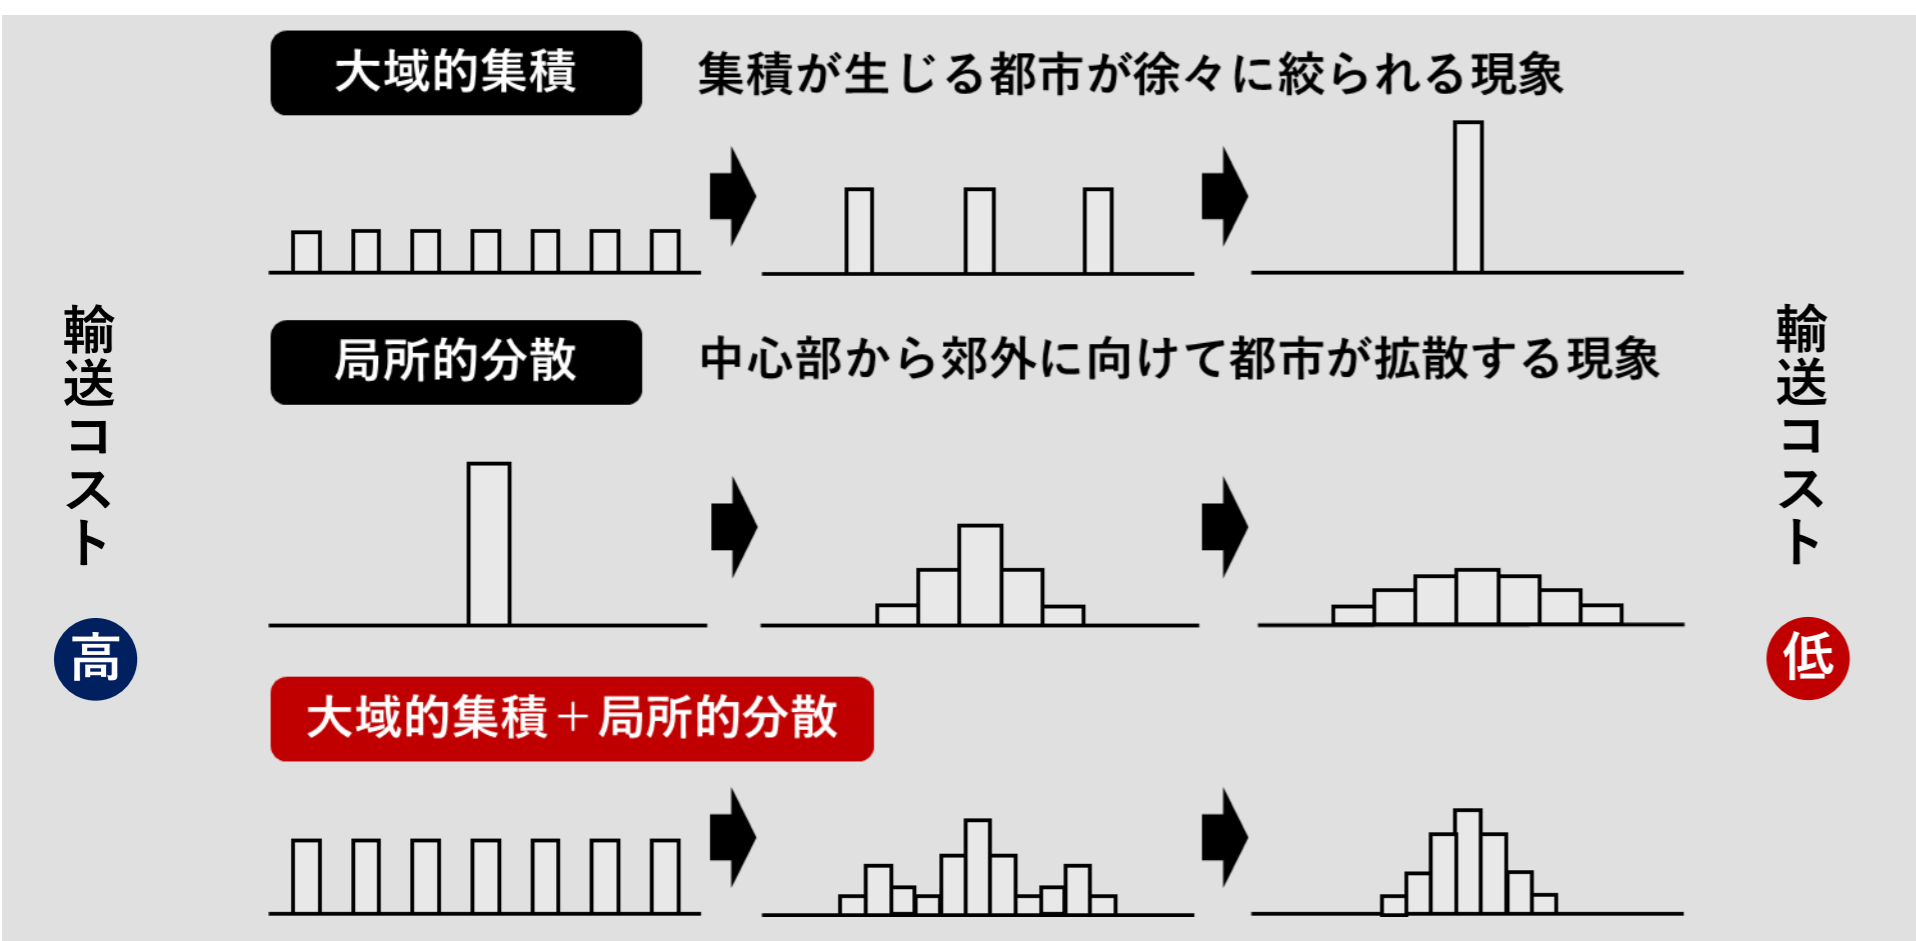 大域的集積
集積が生じる都市が徐々に絞られる現象
輸送コスト
高
局所的分散
中心部から郊外に向けて都市が拡散する現象
大域的集積＋局所的分散
輸送コスト
低